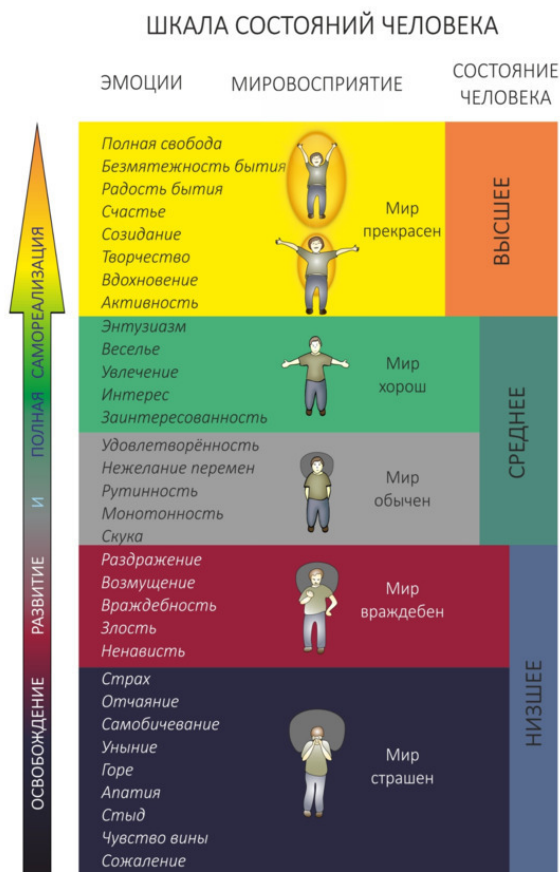 ШКАЛА СОСТОЯНИЙ ЧЕЛОВЕКА
ЭМОЦИИ
МИРОВОСПРИЯТИЕ
СОСТОЯНИЕ
ЧЕЛОВЕКА
Полная свобода
Безмятежность бытия
Радость бытия
Счастье
Созидание
Творчество
Вдохновение
Активность
Мир
прекрасен
ВЫСШЕЕ
Энтузиазм
Веселье
Увлечение
Интерес
Заинтересованность
Мир
хорош
СРЕДНЕЕ
Удовлетворённость
Нежелание перемен
Рутинность
Монотонность
Скука
Мир
обычен
Раздражение
Возмущение
Враждебность
Злость
Ненависть
Мир
враждебен
НИЗШЕЕ
Страх
Отчаяние
Самобичевание
Уныние
Горе
Апатия
Стыд
Чувство вины
Сожаление
Мир
страшен
ОСВОБОЖДЕНИЕ РАЗВИТИЕ И ПОЛНАЯ САМОРЕАЛИЗАЦИЯ